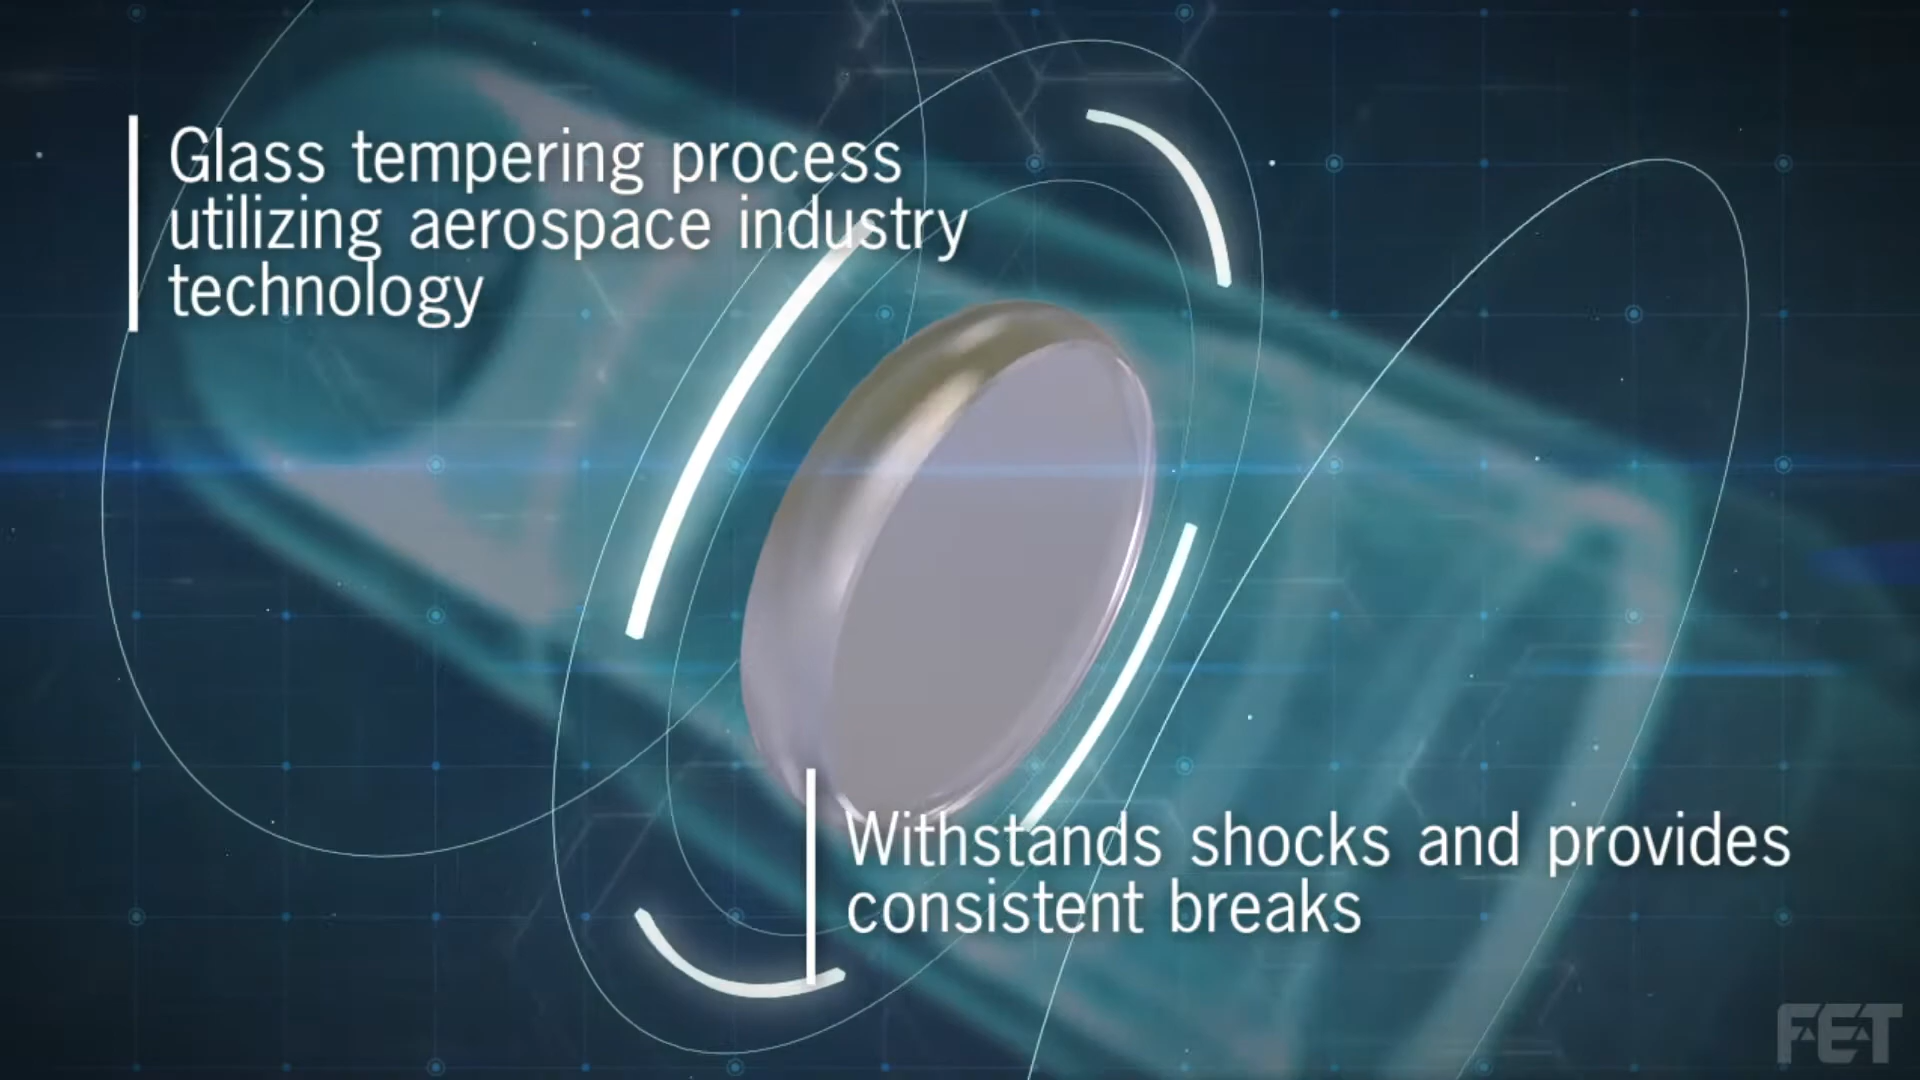 Glass tempering process
utilizing aerospace industry
technology
Withstands shocks and provides
consistent breaks
FET